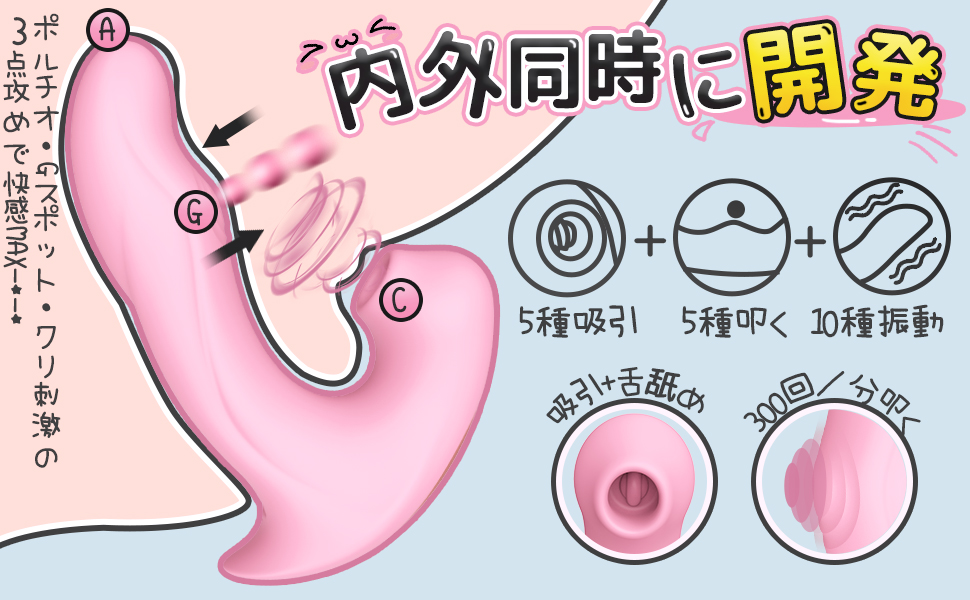 内外同時に開発
ポルチオ・Gスポット・ワリ刺激の
3点攻めで快感MAX!★!★
A
G
C
5種吸引
+
5種叩く
+
10種振動
吸引+舌舐め
300回/分叩く